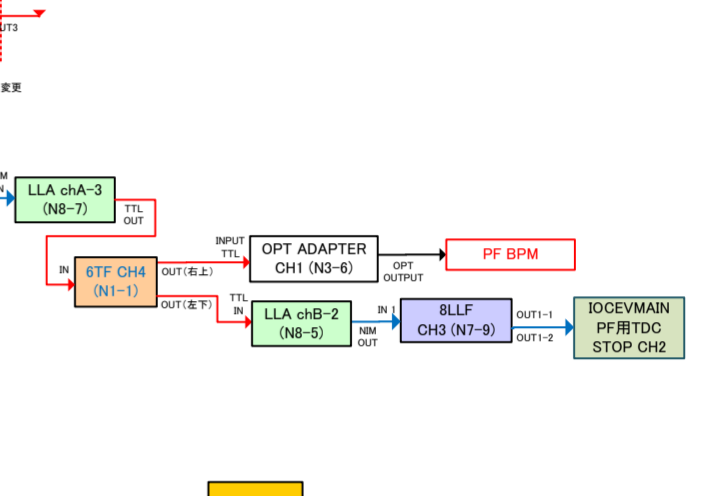 UT3
変更
M
N
LLA chA-3
(N8-7)
TTL
OUT
IN
6TF CH4
(N1-1)
OUT(右上)
OUT(左下)
INPUT
TTL
OPT ADAPTER
CH1 (N3-6)
OPT
OUTPUT
PF BPM
TTL
IN
LLA chB-2
(N8-5)
NIM
OUT
IN 1
8LLF
CH3 (N7-9)
OUT1-1
OUT1-2
IOCEVMAIN
PF用TDC
STOP CH2